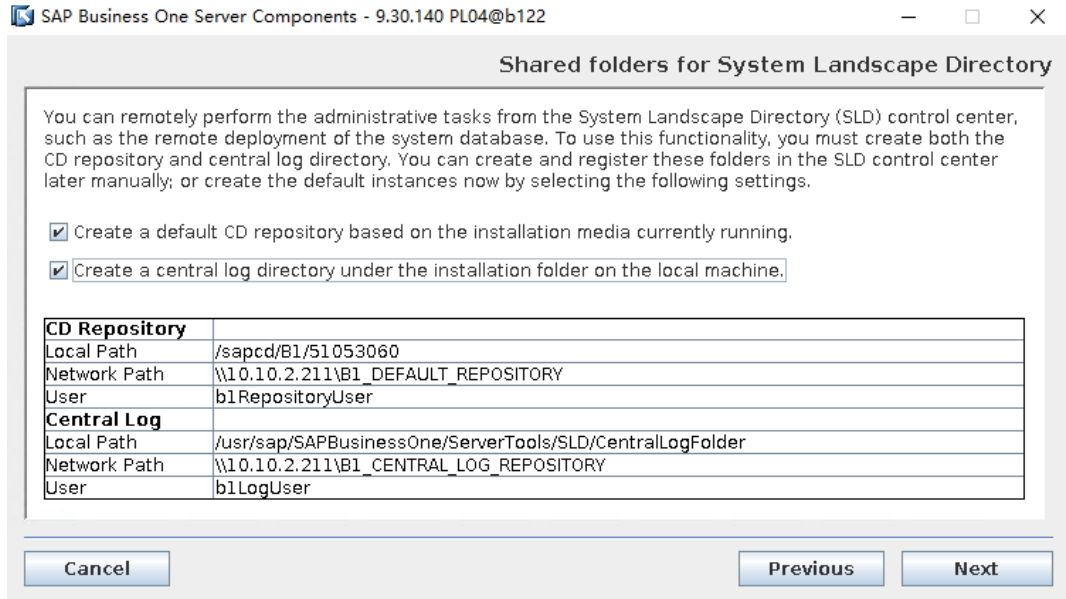 SAP Business One Server Components - 9.30.140 PL04@b122
Shared folders for System Landscape Directory
You can remotely perform the administrative tasks from the System Landscape Directory (SLD) control center,
such as the remote deployment of the system database. To use this functionality, you must create both the
CD repository and central log directory. You can create and register these folders in the SLD control center
later manually; or create the default instances now by selecting the following settings.
Create a default CD repository based on the installation media currently running.
Create a central log directory under the installation folder on the local machine.
CD Repository
Local Path /sapcd/B1/51053060
Network Path \\10.10.2.211\B1_DEFAULT_REPOSITORY
User b1RepositoryUser
Central Log
Local Path /usr/sap/SAPBusinessOne/ServerTools/SLD/CentralLogFolder
Network Path \\10.10.2.211\B1_CENTRAL_LOG_REPOSITORY
User b1LogUser
Cancel Previous Next